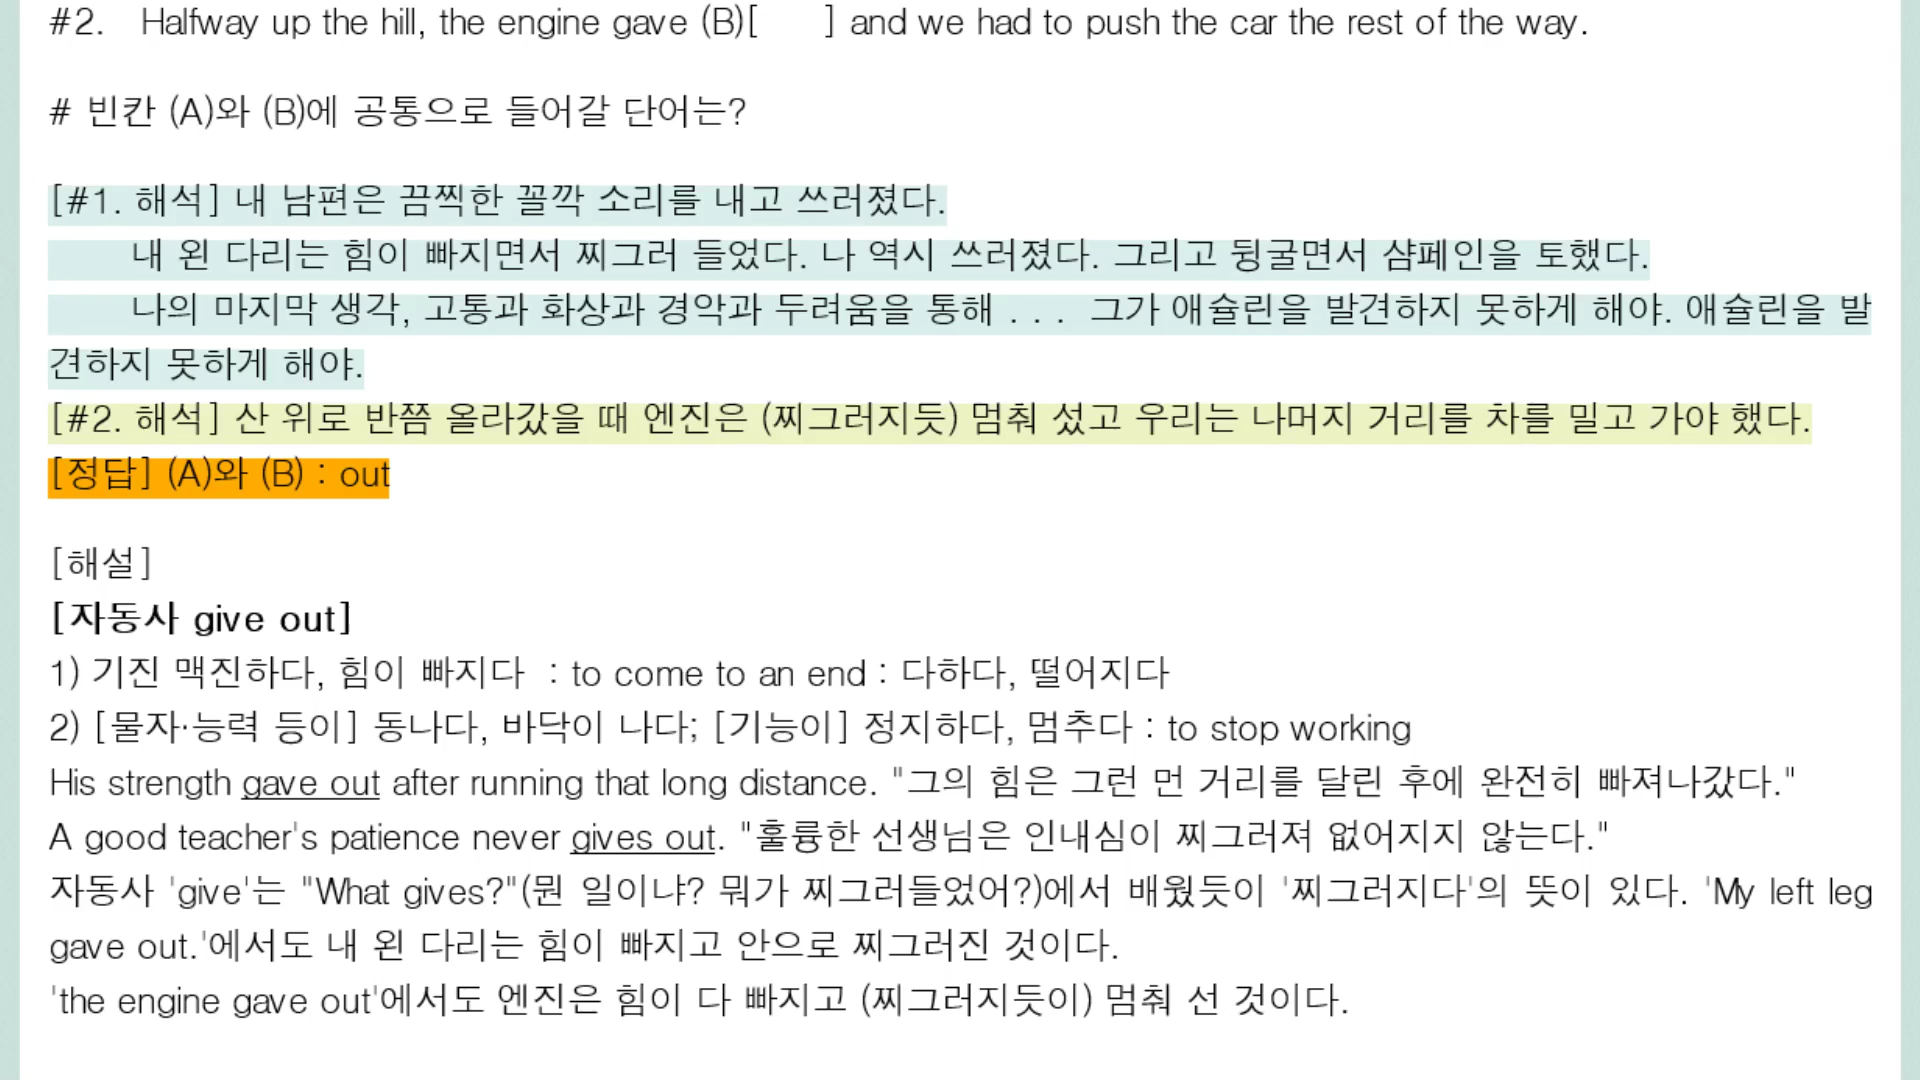 #2. Halfway up the hill, the engine gave (B)[ ] and we had to push the car the rest of the way.
# 빈칸 (A)와 (B)에 공통으로 들어갈 단어는?
[#1. 해석] 내 남편은 끔찍한 꼴깍 소리를 내고 쓰러졌다.
내 왼 다리는 힘이 빠지면서 찌그러 들었다. 나 역시 쓰러졌다. 그리고 뒹굴면서 샴페인을 토했다.
나의 마지막 생각, 고통과 화상과 경악과 두려움을 통해 . . . 그가 애슐린을 발견하지 못하게 해야. 애슐린을 발
견하지 못하게 해야.
[#2. 해석] 산 위로 반쯤 올라갔을 때 엔진은 (찌그러지듯) 멈춰 섰고 우리는 나머지 거리를 차를 밀고 가야 했다.
[정답] (A)와 (B) : out
[해설]
[자동사 give out]
1) 기진 맥진하다, 힘이 빠지다 : to come to an end : 다하다, 떨어지다
2) [물자·능력 등이] 동나다, 바닥이 나다; [기능이] 정지하다, 멈추다 : to stop working
His strength gave out after running that long distance. "그의 힘은 그런 먼 거리를 달린 후에 완전히 빠져나갔다."
A good teacher's patience never gives out. "훌륭한 선생님은 인내심이 찌그러져 없어지지 않는다."
자동사 'give'는 "What gives?"(뭔 일이냐? 뭐가 찌그러들었어?)에서 배웠듯이 '찌그러지다'의 뜻이 있다. 'My left leg
gave out.'에서도 내 왼 다리는 힘이 빠지고 안으로 찌그러진 것이다.
'the engine gave out'에서도 엔진은 힘이 다 빠지고 (찌그러지듯이) 멈춰 선 것이다.